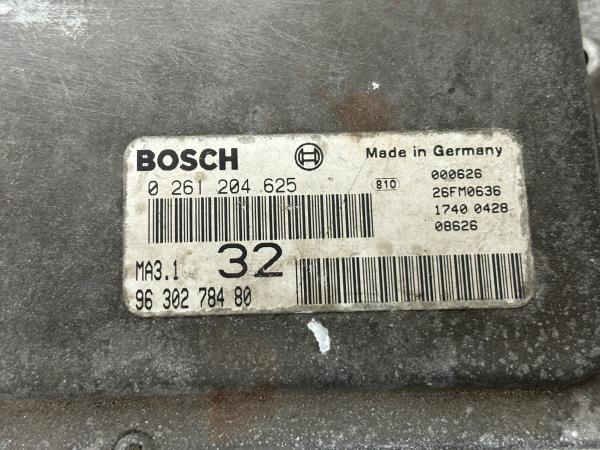 BOSCH Made in Germany
0 261 204 625 810 000626
26FM0636
1740 0428
08626
MA3.1 32
96 302 784 80